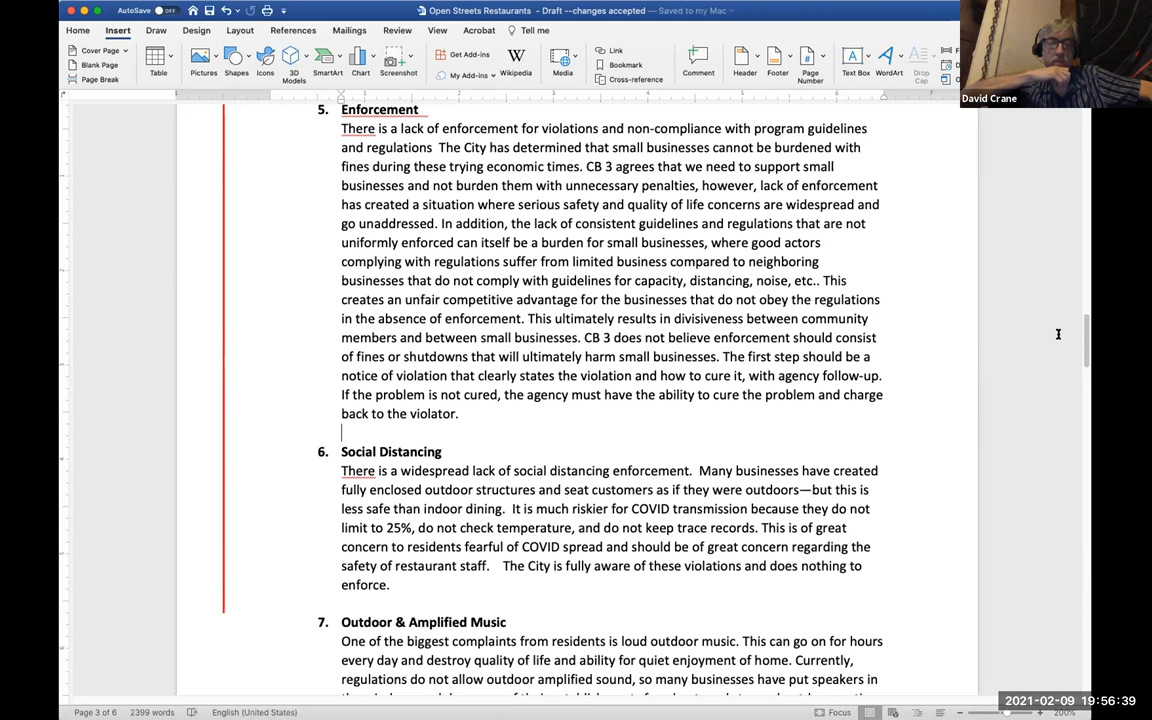 AutoSave OFF
Open Streets Restaurants - Draft --changes accepted — Saved to my Mac
Home Insert Draw Design Layout References Mailings Review View Acrobat Tell me
Cover Page
Blank Page
Page Break
Table
Pictures
Shapes
Icons
3D
Models
SmartArt
Chart
Screenshot
Get Add-ins
My Add-ins
Wikipedia
Media
Link
Bookmark
Cross-reference
Comment
Header
Footer
Page
Number
Text Box
WordArt
Drop
Cap
David Crane
5. Enforcement
There is a lack of enforcement for violations and non-compliance with program guidelines
and regulations  The City has determined that small businesses cannot be burdened with
fines during these trying economic times. CB 3 agrees that we need to support small
businesses and not burden them with unnecessary penalties, however, lack of enforcement
has created a situation where serious safety and quality of life concerns are widespread and
go unaddressed. In addition, the lack of consistent guidelines and regulations that are not
uniformly enforced can itself be a burden for small businesses, where good actors
complying with regulations suffer from limited business compared to neighboring
businesses that do not comply with guidelines for capacity, distancing, noise, etc.. This
creates an unfair competitive advantage for the businesses that do not obey the regulations
in the absence of enforcement. This ultimately results in divisiveness between community
members and between small businesses. CB 3 does not believe enforcement should consist
of fines or shutdowns that will ultimately harm small businesses. The first step should be a
notice of violation that clearly states the violation and how to cure it, with agency follow-up.
If the problem is not cured, the agency must have the ability to cure the problem and charge
back to the violator.
6. Social Distancing
There is a widespread lack of social distancing enforcement.  Many businesses have created
fully enclosed outdoor structures and seat customers as if they were outdoors—but this is
less safe than indoor dining.  It is much riskier for COVID transmission because they do not
limit to 25%, do not check temperature, and do not keep trace records. This is of great
concern to residents fearful of COVID spread and should be of great concern regarding the
safety of restaurant staff.   The City is fully aware of these violations and does nothing to
enforce.
7. Outdoor & Amplified Music
One of the biggest complaints from residents is loud outdoor music. This can go on for hours
every day and destroy quality of life and ability for quiet enjoyment of home. Currently,
regulations do not allow outdoor amplified sound, so many businesses have put speakers in
Page 3 of 6 2399 words English (United States) Focus 200%
2021-02-09 19:56:39